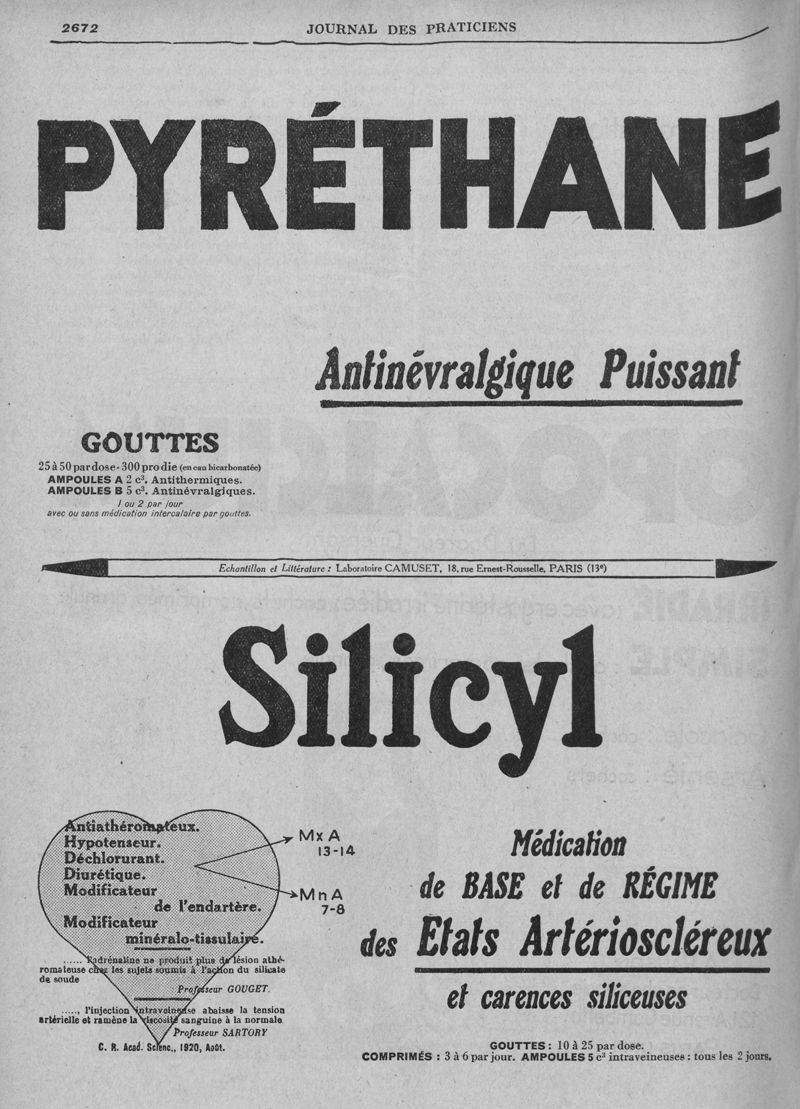 2672
JOURNAL DES PRATICIENS
PYRÉTHANE
Antinévralgique Puissant
GOUTTES
25 à 50 par dose - 300 pro die (en eau bicarbonatée)
AMPOULES A 2 c³. Antithermiques.
AMPOULES B 5 c³. Antinévralgiques.
1 ou 2 par jour
avec ou sans médication intercalaire par gouttes.
Echantillon et Littérature : Laboratoire CAMUSET, 18, rue Ernest-Rousselle, PARIS (13e)
Silicyl
Antiathéromateux.
Hypotenseur.
Déchlorurant.
Diurétique.
Modificateur
de l'endartère.
Modificateur
minéralo-tissulaire.
MxA
13-14
MnA
7-8
...... L'adrénaline ne produit plus de lésion athé-
romateuse chez les sujets soumis à l'action du silicate
de soude
Professeur GOUGET.
....., l'injection intraveineuse abaisse la tension
artérielle et ramène la viscosité sanguine à la normale.
Professeur SARTORY
C. R. Acad. Scienc., 1920, Août.
Médication
de BASE et de RÉGIME
des Etats Artérioscléreux
et carences siliceuses
GOUTTES : 10 à 25 par dose.
COMPRIMÉS : 3 à 6 par jour. AMPOULES 5 c³ intraveineuses : tous les 2 jours.